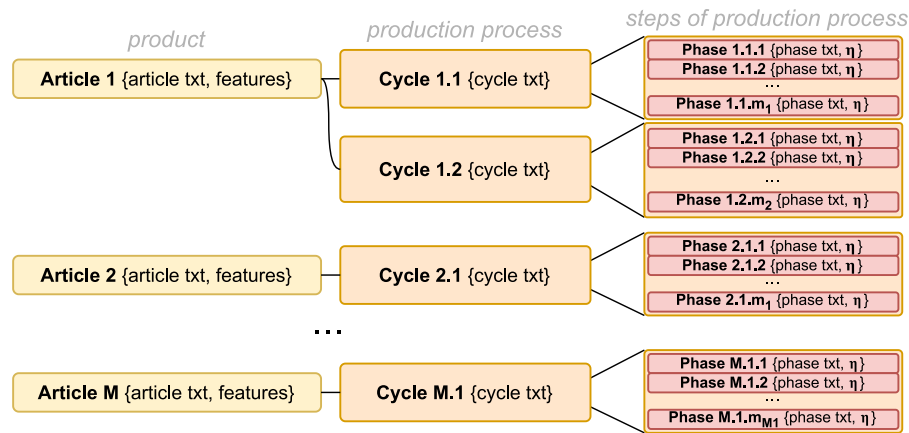 product
production process
steps of production process
Article 1 {article txt, features}
Cycle 1.1 {cycle txt}
Phase 1.1.1 {phase txt, η}
Phase 1.1.2 {phase txt, η}
...
Phase 1.1.m₁ {phase txt, η}
Cycle 1.2 {cycle txt}
Phase 1.2.1 {phase txt, η}
Phase 1.2.2 {phase txt, η}
...
Phase 1.2.m₂ {phase txt, η}
Article 2 {article txt, features}
Cycle 2.1 {cycle txt}
Phase 2.1.1 {phase txt, η}
Phase 2.1.2 {phase txt, η}
...
Phase 2.1.m₁ {phase txt, η}
...
Article M {article txt, features}
Cycle M.1 {cycle txt}
Phase M.1.1 {phase txt, η}
Phase M.1.2 {phase txt, η}
...
Phase M.1.m_M1 {phase txt, η}